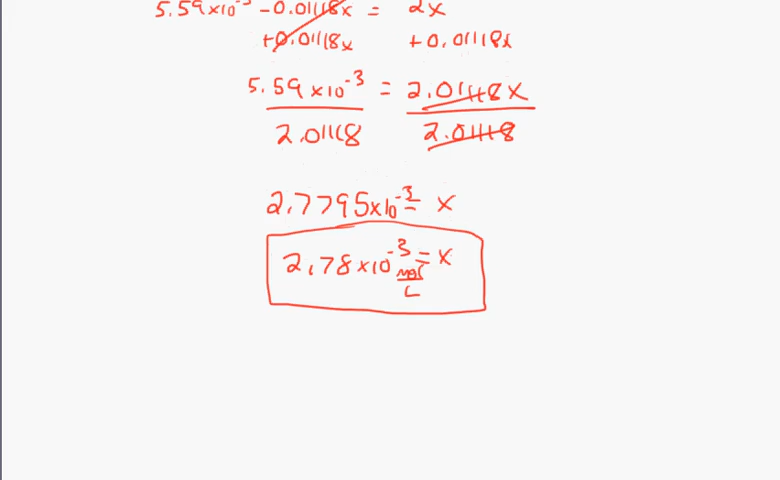 5.59x10⁻³ -0.01118x = 2x
+0.01118x +0.01118x
5.59x10⁻³ = 2.01118x
2.01118 2.01118
2.7795x10⁻³ = x
2.78x10⁻³ mol/L = x